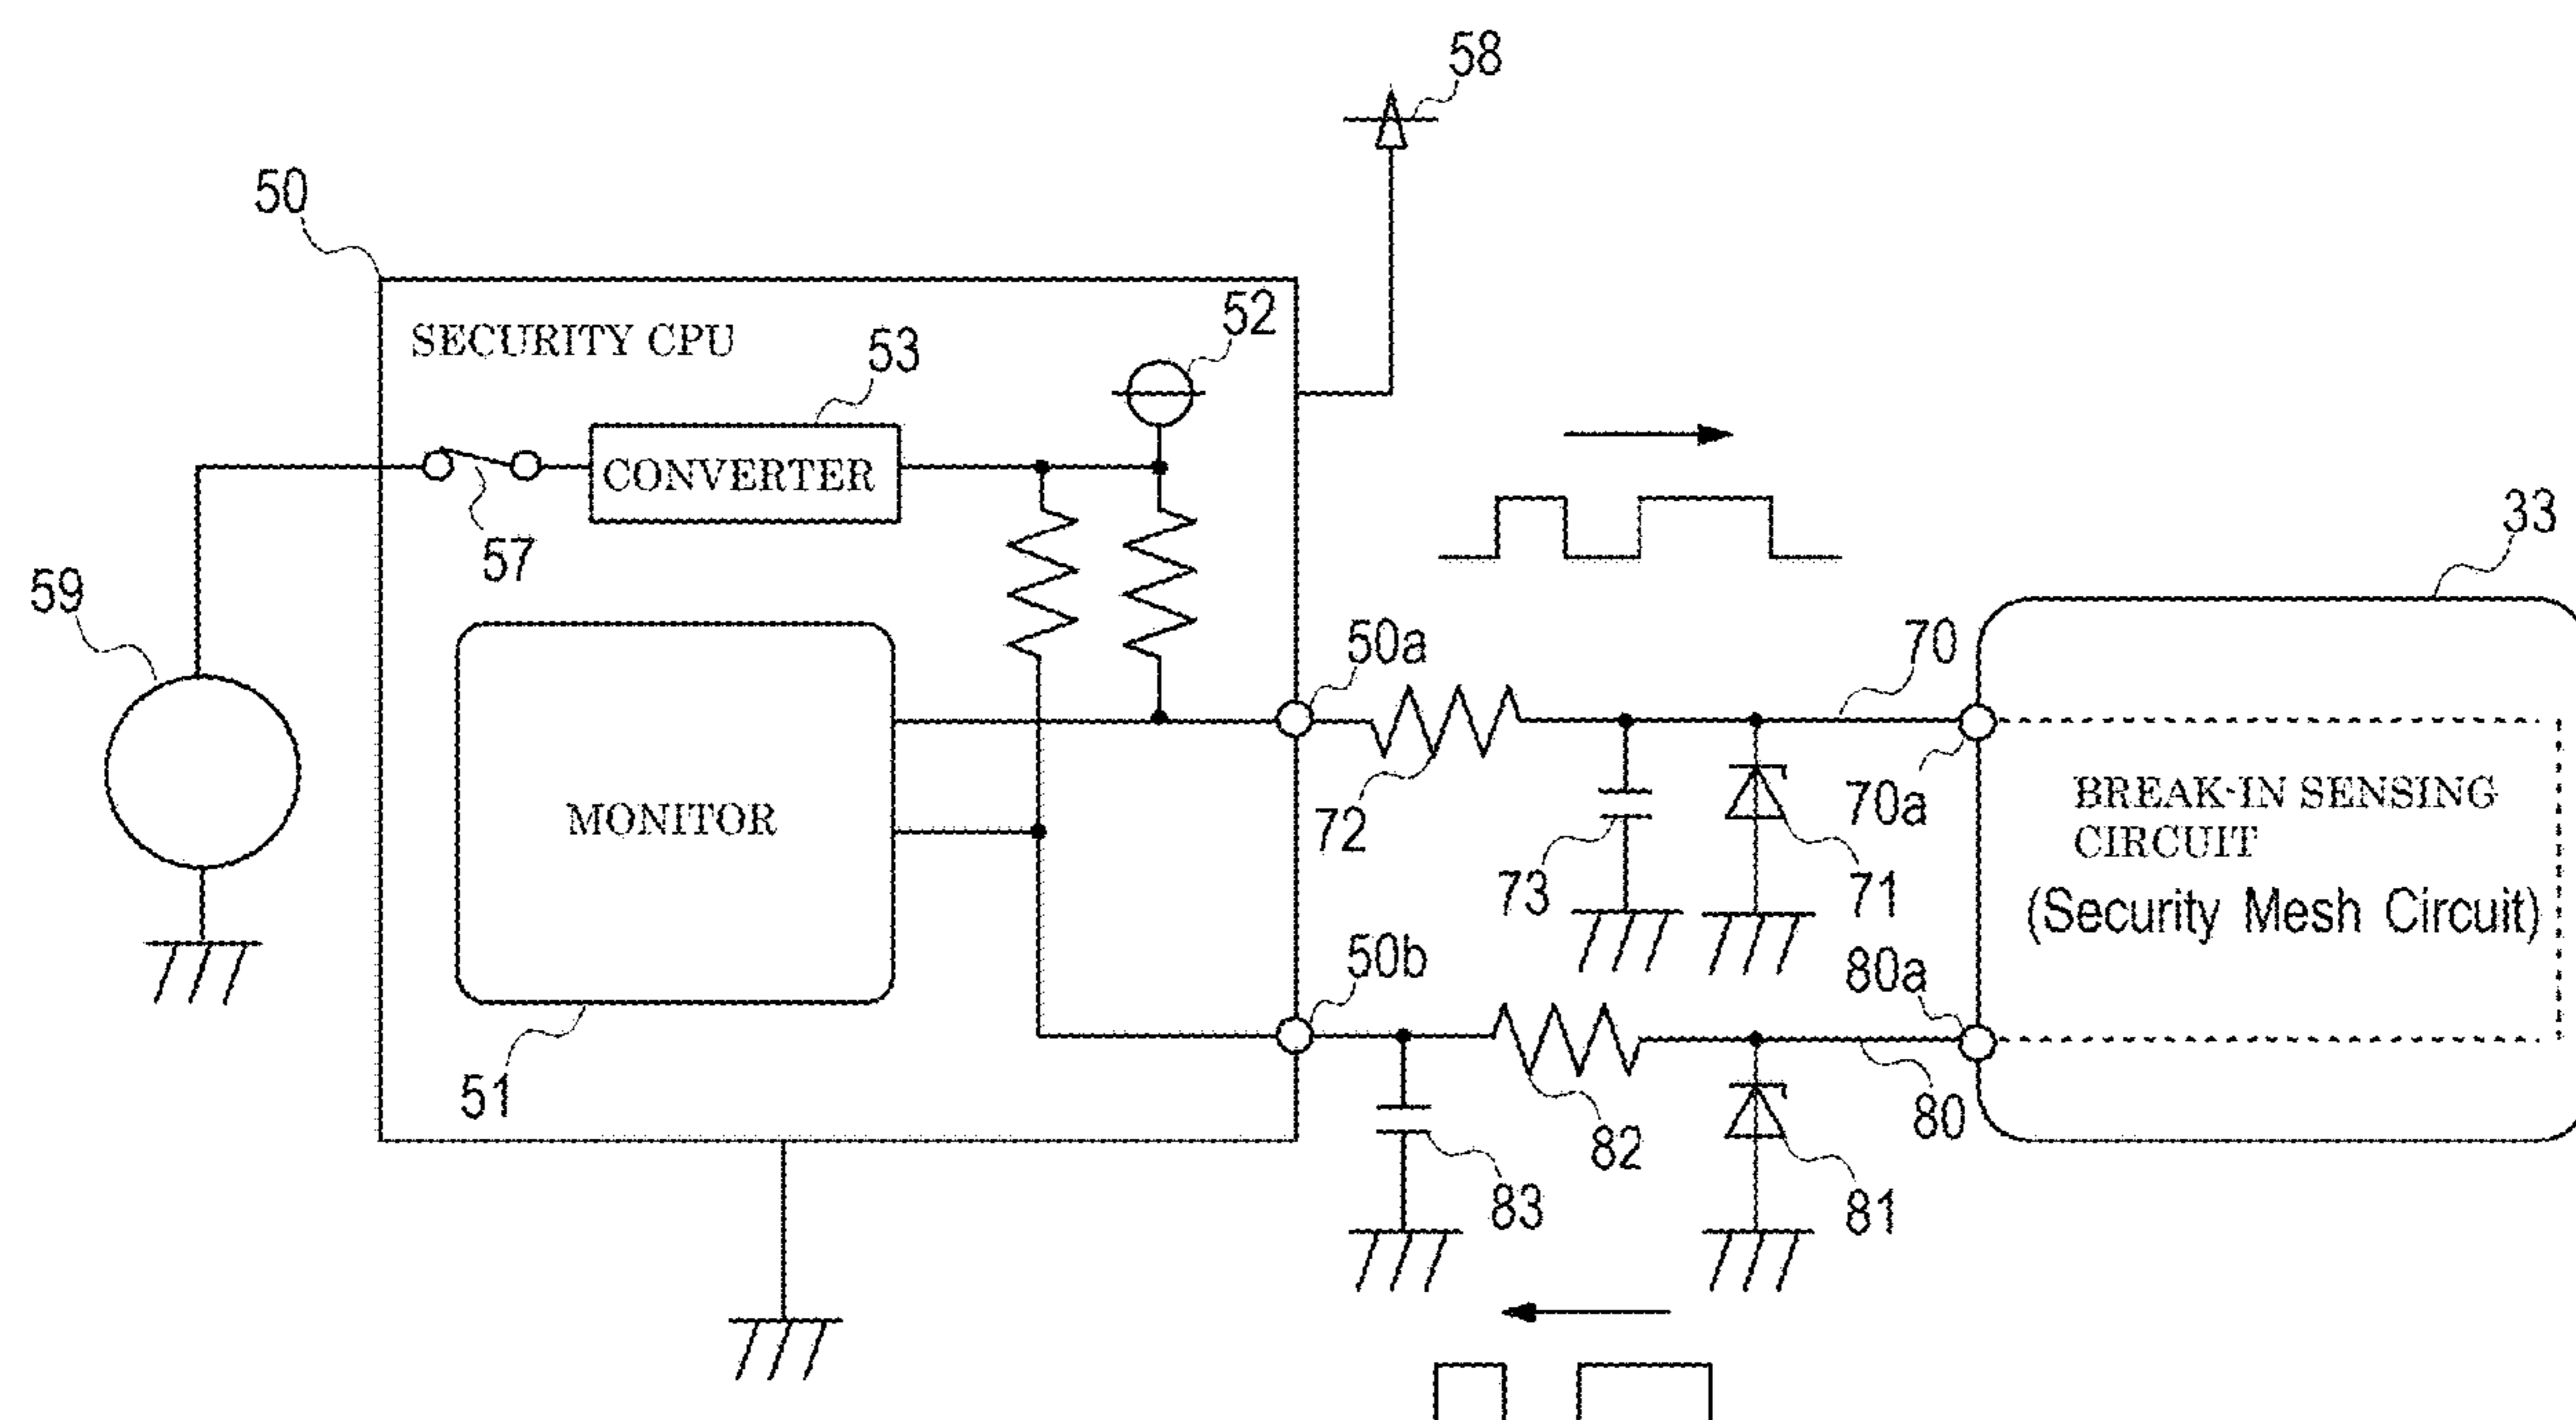 58
50
52
SECURITY CPU
53
CONVERTER
57
33
59
50a
70
MONITOR
72
70a
BREAK-IN SENSING
CIRCUIT
73
71
(Security Mesh Circuit)
50b
80a
51
82
80
83
81